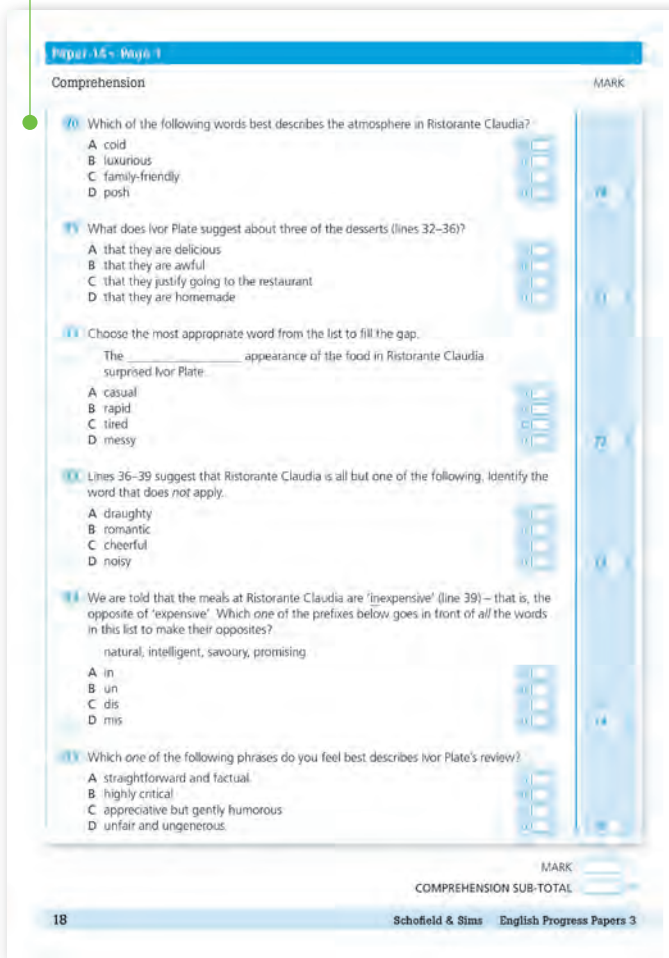 Comprehension MARK
Which of the following words best describes the atmosphere in Ristorante Claudia?
A cold
B luxurious
C family-friendly
D posh
What does Ivor Plate suggest about three of the desserts (lines 32–36)?
A that they are delicious
B that they are awful
C that they justify going to the restaurant
D that they are homemade
Choose the most appropriate word from the list to fill the gap.
The ____________ appearance of the food in Ristorante Claudia
surprised Ivor Plate.
A casual
B rapid
C tired
D messy
Lines 36–39 suggest that Ristorante Claudia is all but one of the following. Identify the
word that does not apply.
A draughty
B romantic
C cheerful
D noisy
We are told that the meals at Ristorante Claudia are 'inexpensive' (line 39) – that is, the
opposite of 'expensive'. Which one of the prefixes below goes in front of all the words
in this list to make their opposites?
natural, intelligent, savoury, promising
A in
B un
C dis
D mis
Which one of the following phrases do you feel best describes Ivor Plate's review?
A straightforward and factual
B highly critical
C appreciative but gently humorous
D unfair and ungenerous
MARK
COMPREHENSION SUB-TOTAL
18 Schofield & Sims English Progress Papers 3